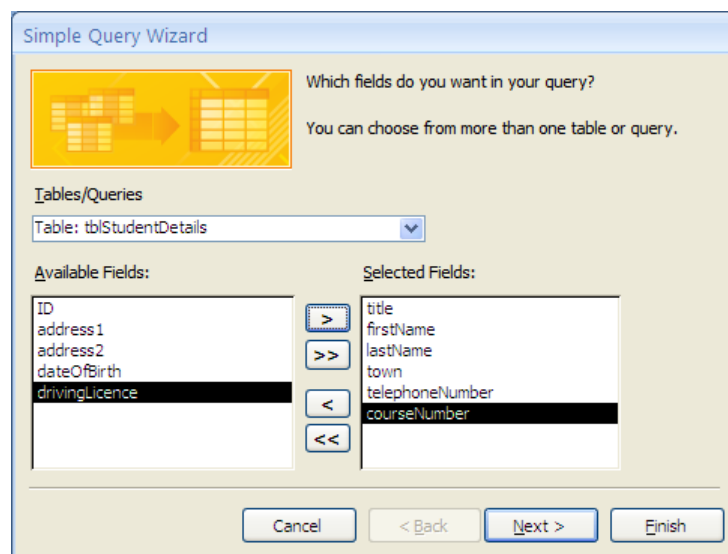 Simple Query Wizard
Which fields do you want in your query?
You can choose from more than one table or query.
Tables/Queries
Table: tblStudentDetails
Available Fields:
ID
address1
address2
dateOfBirth
drivingLicence
>
>>
<
<<
Selected Fields:
title
firstName
lastName
town
telephoneNumber
courseNumber
Cancel
< Back
Next >
Finish